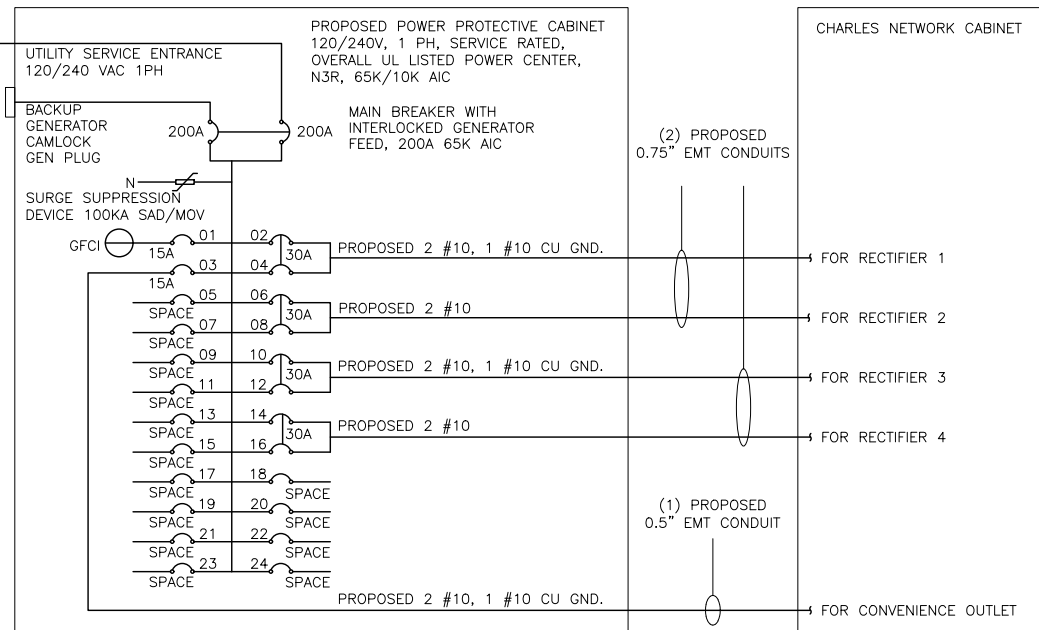 PROPOSED POWER PROTECTIVE CABINET
120/240V, 1 PH, SERVICE RATED,
OVERALL UL LISTED POWER CENTER,
N3R, 65K/10K AIC
CHARLES NETWORK CABINET
UTILITY SERVICE ENTRANCE
120/240 VAC 1PH
BACKUP
GENERATOR
CAMLOCK
GEN PLUG
200A
200A
MAIN BREAKER WITH
INTERLOCKED GENERATOR
FEED, 200A 65K AIC
(2) PROPOSED
0.75" EMT CONDUITS
N
SURGE SUPPRESSION
DEVICE 100KA SAD/MOV
GFCI
15A
01
02
30A
PROPOSED 2 #10, 1 #10 CU GND.
FOR RECTIFIER 1
15A
03
04
SPACE
05
06
30A
PROPOSED 2 #10
FOR RECTIFIER 2
SPACE
07
08
SPACE
09
10
30A
PROPOSED 2 #10, 1 #10 CU GND.
FOR RECTIFIER 3
SPACE
11
12
SPACE
13
14
30A
PROPOSED 2 #10
FOR RECTIFIER 4
SPACE
15
16
SPACE
17
18
SPACE
SPACE
19
20
SPACE
SPACE
21
22
SPACE
SPACE
23
24
SPACE
(1) PROPOSED
0.5" EMT CONDUIT
PROPOSED 2 #10, 1 #10 CU GND.
FOR CONVENIENCE OUTLET